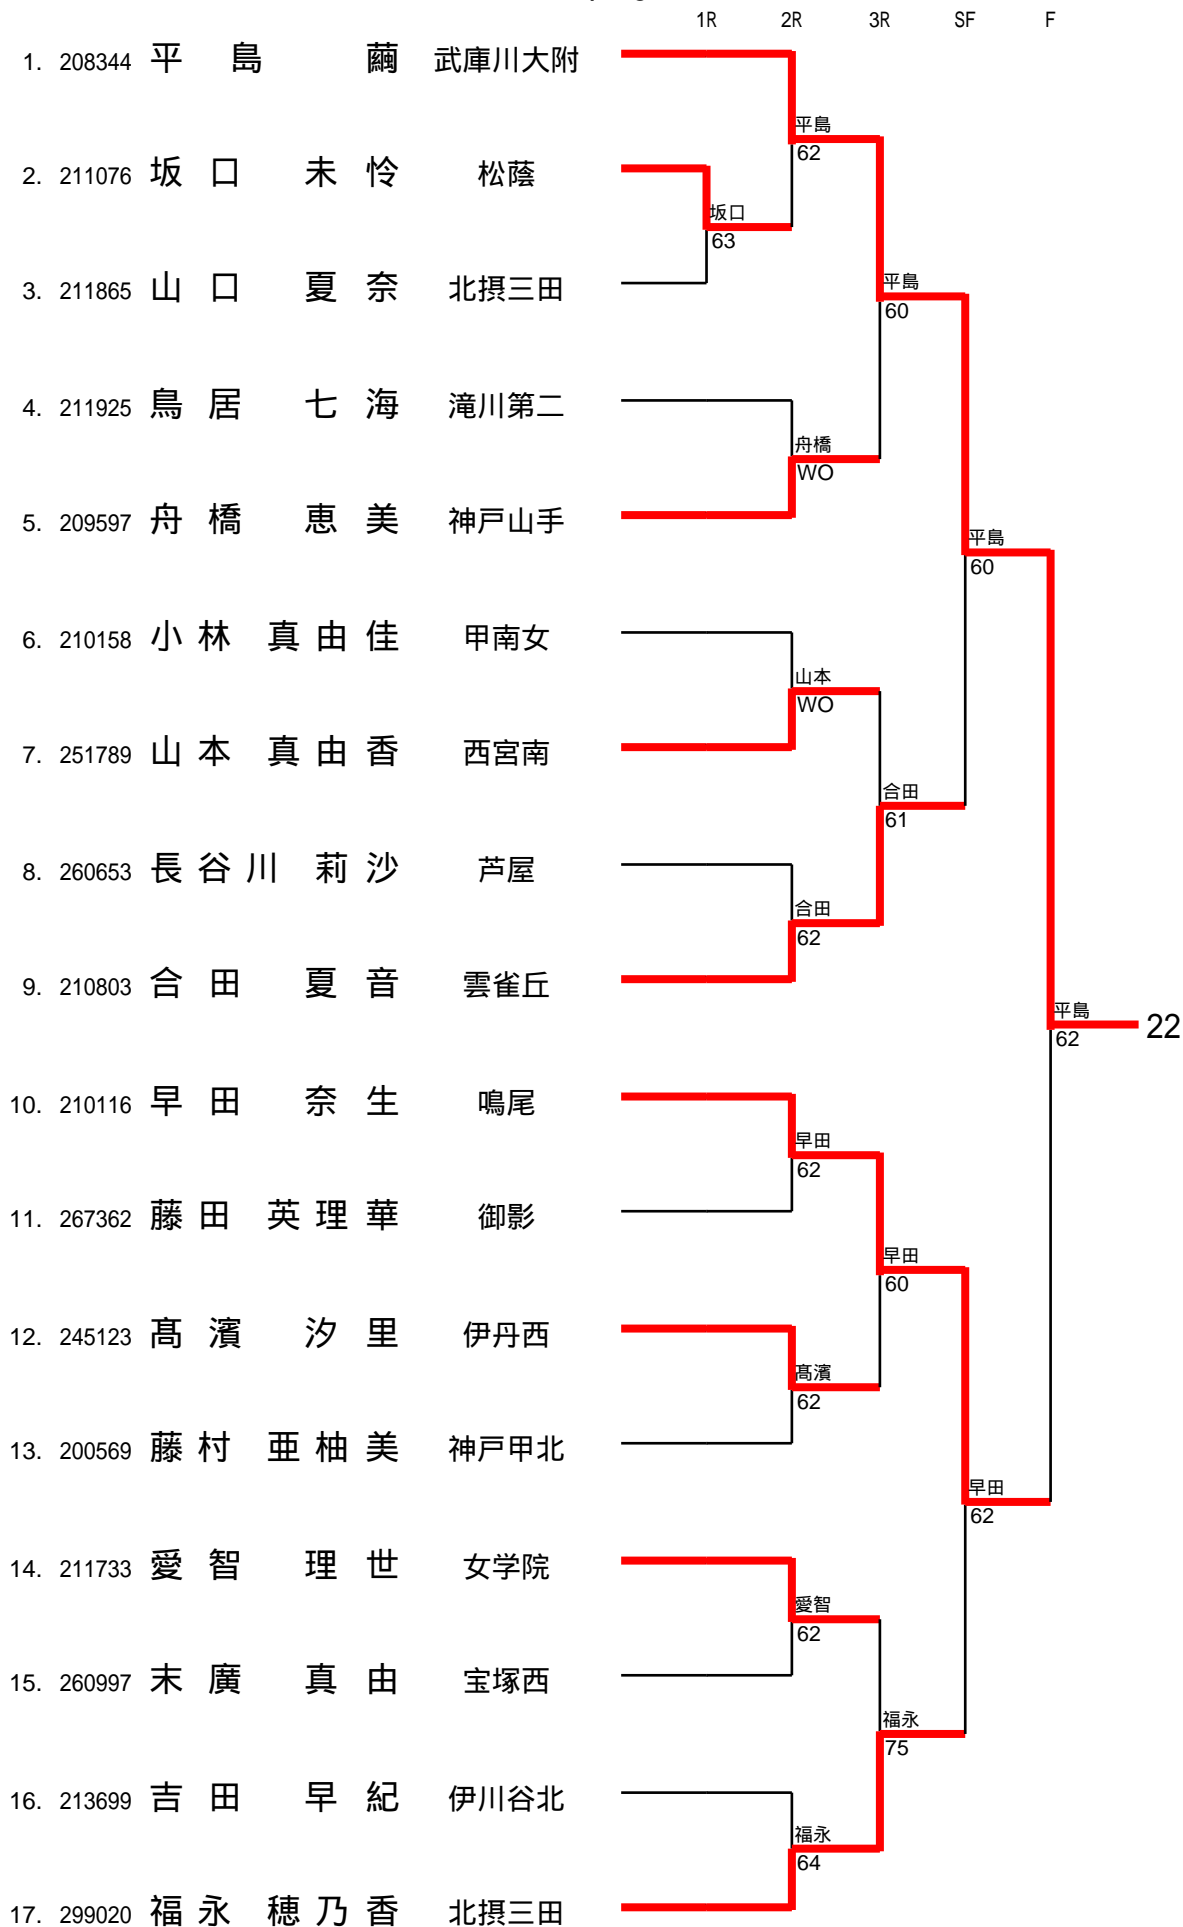 1R 2R 3R SF F
1. 208344 平島 繭 武庫川大附
平島
62
2. 211076 坂口 未怜 松蔭
坂口
63
3. 211865 山口 夏奈 北摂三田
平島
60
4. 211925 鳥居 七海 滝川第二
舟橋
WO
5. 209597 舟橋 恵美 神戸山手
平島
60
6. 210158 小林 真由佳 甲南女
山本
WO
7. 251789 山本 真由香 西宮南
合田
61
8. 260653 長谷川 莉沙 芦屋
合田
62
9. 210803 合田 夏音 雲雀丘
平島
62
22
10. 210116 早田 奈生 鳴尾
早田
62
11. 267362 藤田 英理華 御影
早田
60
12. 245123 髙濱 汐里 伊丹西
髙濱
62
13. 200569 藤村 亜柚美 神戸甲北
早田
62
14. 211733 愛智 理世 女学院
愛智
62
15. 260997 末廣 真由 宝塚西
福永
75
16. 213699 吉田 早紀 伊川谷北
福永
64
17. 299020 福永 穂乃香 北摂三田